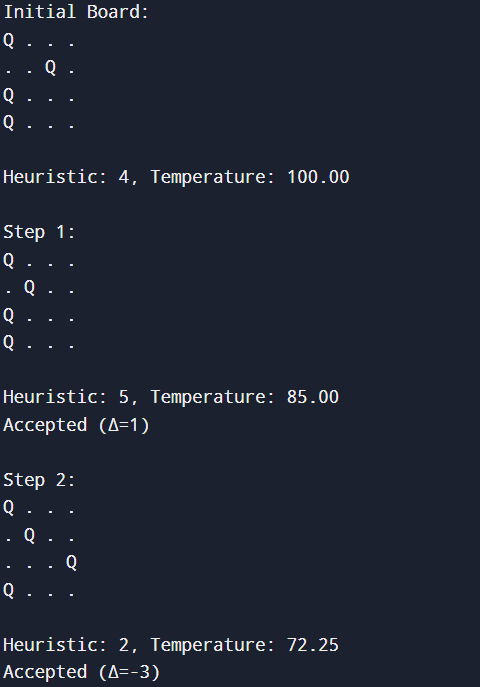 Initial Board:
Q . . .
. . Q .
Q . . .
Q . . .
Heuristic: 4, Temperature: 100.00
Step 1:
Q . . .
. Q . .
Q . . .
Q . . .
Heuristic: 5, Temperature: 85.00
Accepted (Δ=1)
Step 2:
Q . . .
. Q . .
. . . Q
Q . . .
Heuristic: 2, Temperature: 72.25
Accepted (Δ=-3)